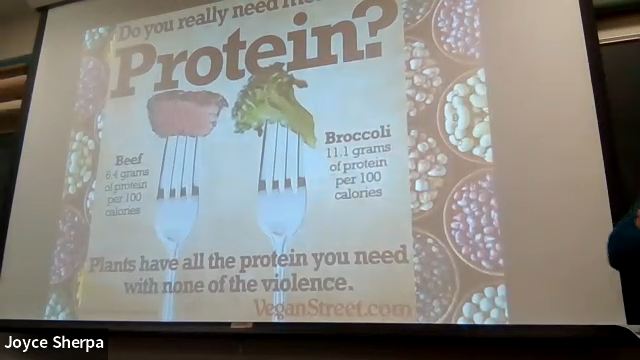 Do you really need
Protein?
Beef
6.4 grams
of protein
per 100
calories
Broccoli
11.1 grams
of protein
per 100
calories
Plants have all the protein you need
with none of the violence.
VeganStreet.com
Joyce Sherpa